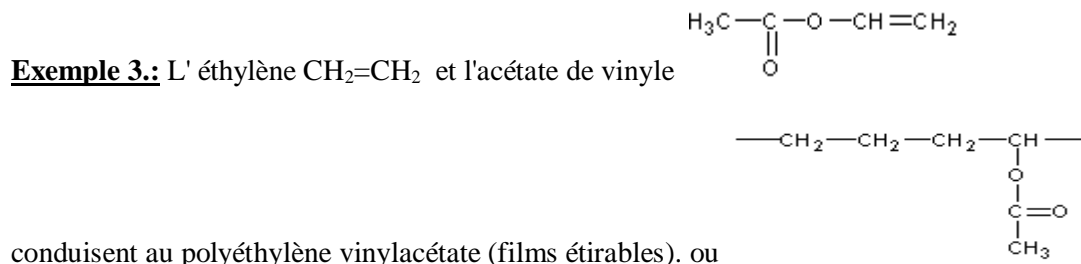 H₃C—C—O—CH=CH₂
Exemple 3.: L' éthylène CH₂=CH₂ et l'acétate de vinyle
O
—CH₂—CH₂—CH₂—CH—
O
C=O
conduisent au polyéthylène vinylacétate (films étirables). ou
CH₃